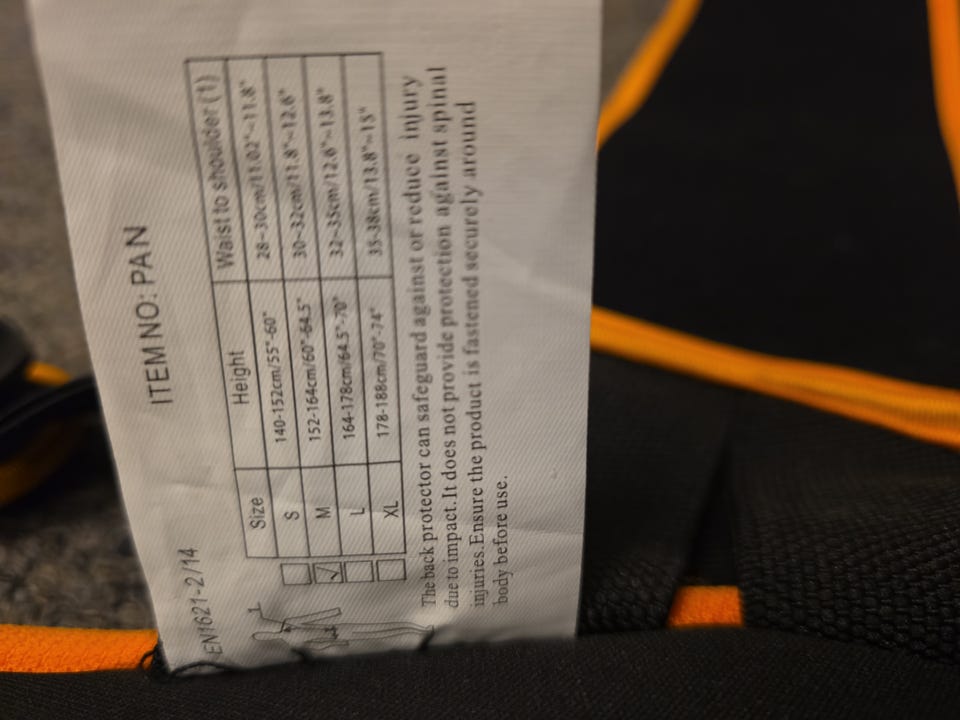 ITEM NO: PAN
EN1621-2/14
Size Height Waist to shoulder (1)
S 140-152cm/55"-60" 28~30cm/11.02"~11.8"
M 152-164cm/60"-64.5" 30~32cm/11.8"~12.6"
L 164-178cm/64.5"-70" 32~35cm/12.6"~13.8"
XL 178-188cm/70"-74" 35-38cm/13.8"~15"
The back protector can safeguard against or reduce injury
due to impact.It does not provide protection against spinal
injuries.Ensure the product is fastened securely around
body before use.